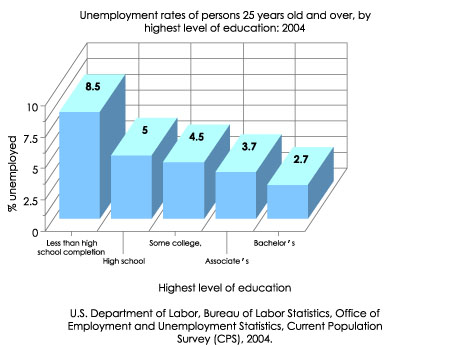 Unemployment rates of persons 25 years old and over, by
highest level of education: 2004
8.5
5
4.5
3.7
2.7
10
7.5
5
2.5
0
% unemployed
Less than high
school completion
High school
Some college,
Associate's
Bachelor's
Highest level of education
U.S. Department of Labor, Bureau of Labor Statistics, Office of
Employment and Unemployment Statistics, Current Population
Survey (CPS), 2004.